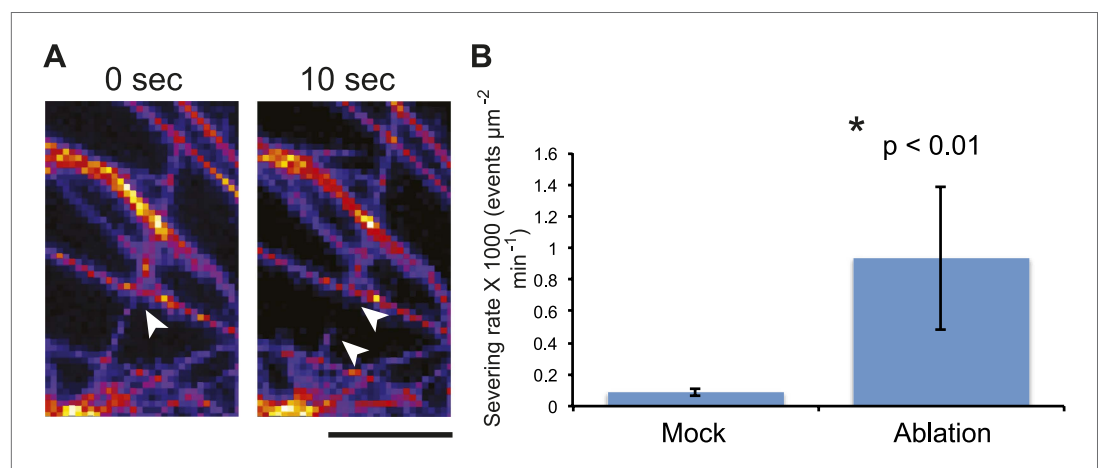 A
0 sec
10 sec
B
Severing rate X 1000 (events µm⁻²
min⁻¹)
*
p < 0.01
1.6
1.4
1.2
1
0.8
0.6
0.4
0.2
0
Mock
Ablation